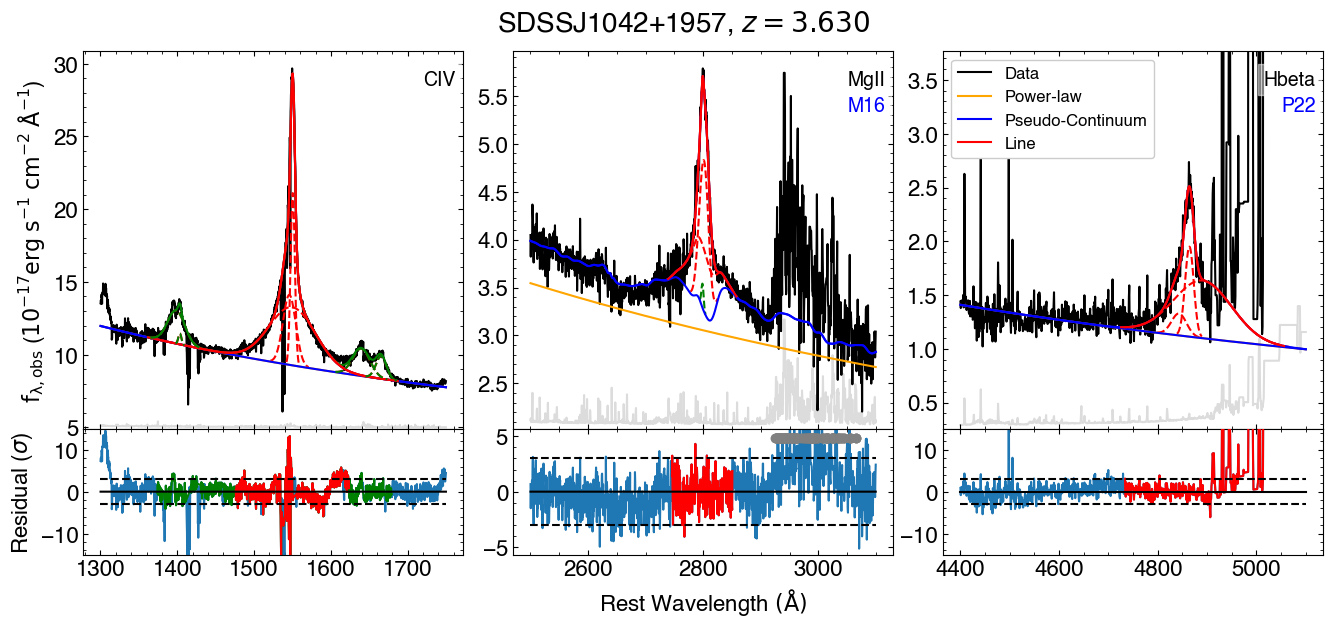 SDSSJ1042+1957, z = 3.630
f_λ,obs (10⁻¹⁷erg s⁻¹ cm⁻² Å⁻¹)
30
25
20
15
10
5
CIV
5.5
5.0
4.5
4.0
3.5
3.0
2.5
MgII
M16
3.5
3.0
2.5
2.0
1.5
1.0
0.5
Data
Power-law
Pseudo-Continuum
Line
Hbeta
P22
Residual (σ)
10
0
−10
5
0
−5
10
0
−10
1300 1400 1500 1600 1700
2600 2800 3000
4400 4600 4800 5000
Rest Wavelength (Å)